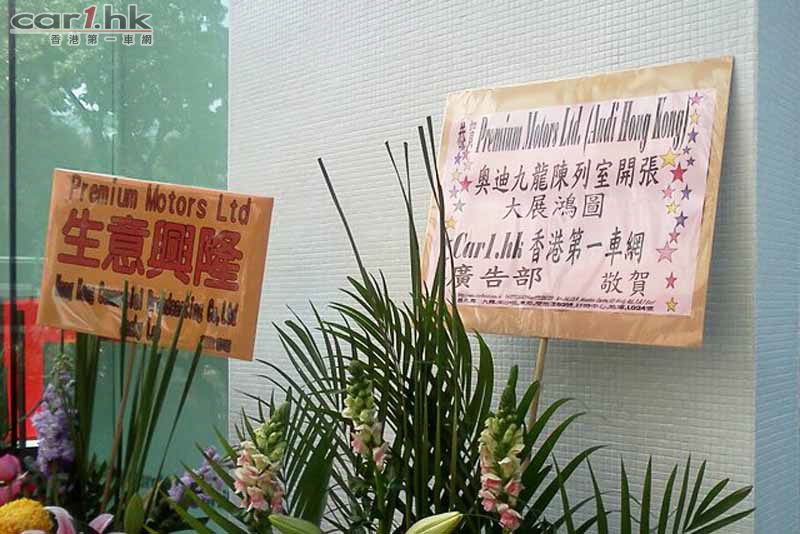 car1.hk
香港第一車網
Premium Motors Ltd
生意興隆
恭賀 Premium Motors Ltd. (Audi Hong Kong)
奧迪九龍陳列室開張
大展鴻圖
Car1.hk 香港第一車網
廣告部 敬賀